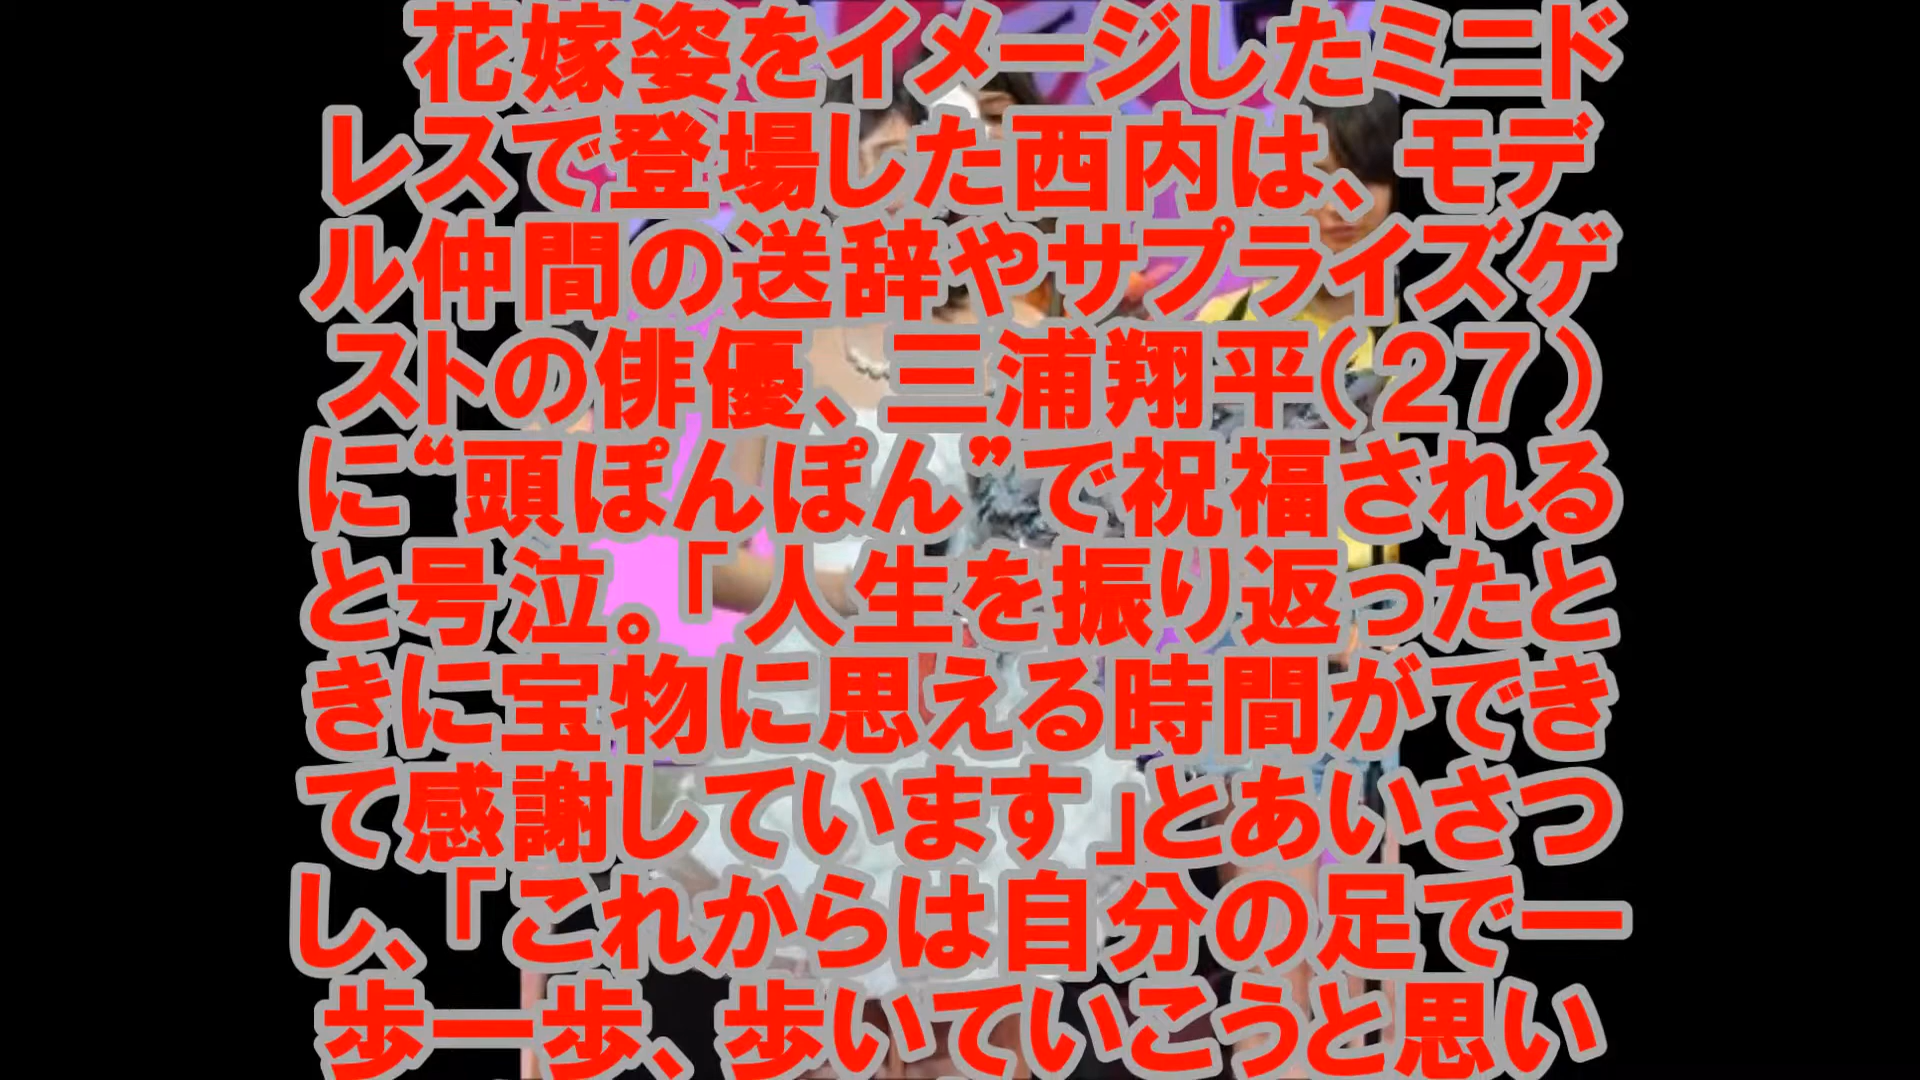 花嫁姿をイメージしたミニド
レスで登場した西内は、モデ
ル仲間の送辞やサプライズゲ
ストの俳優、三浦翔平（２７）
に“頭ぽんぽん”で祝福される
と号泣。「人生を振り返ったと
きに宝物に思える時間ができ
て感謝しています」とあいさつ
し、「これからは自分の足で一
歩一歩、歩いていこうと思い